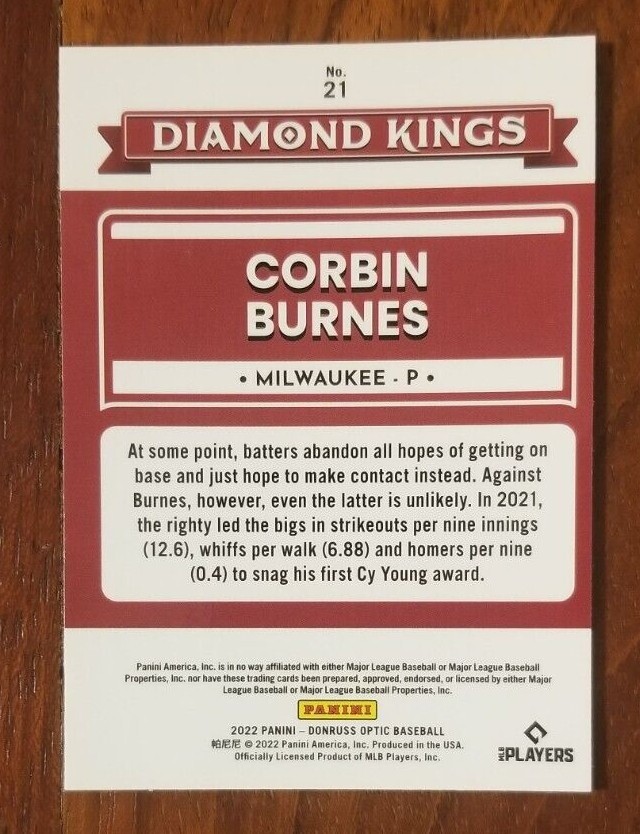 No.
21
DIAMOND KINGS
CORBIN
BURNES
• MILWAUKEE - P •
At some point, batters abandon all hopes of getting on
base and just hope to make contact instead. Against
Burnes, however, even the latter is unlikely. In 2021,
the righty led the bigs in strikeouts per nine innings
(12.6), whiffs per walk (6.88) and homers per nine
(0.4) to snag his first Cy Young award.
Panini America, Inc. is in no way affiliated with either Major League Baseball or Major League Baseball
Properties, Inc. nor have these trading cards been prepared, approved, endorsed, or licensed by either Major
League Baseball or Major League Baseball Properties, Inc.
PANINI
2022 PANINI – DONRUSS OPTIC BASEBALL
帕尼尼 © 2022 Panini America, Inc. Produced in the USA.
Officially Licensed Product of MLB Players, Inc.
MLB PLAYERS